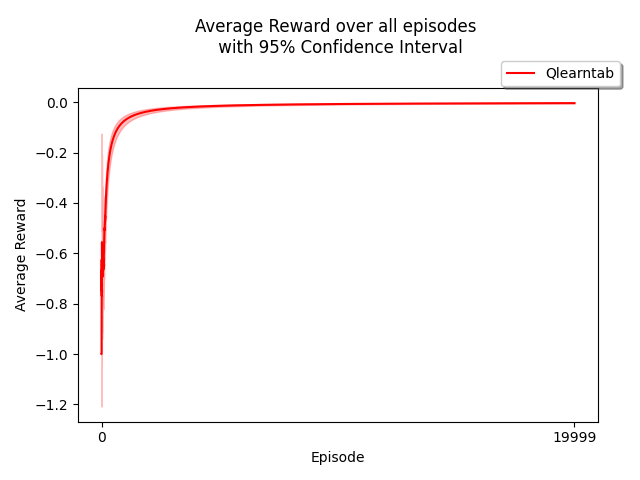 Average Reward over all episodes
with 95% Confidence Interval
Qlearntab
0.0
−0.2
−0.4
−0.6
−0.8
−1.0
−1.2
Average Reward
0
19999
Episode